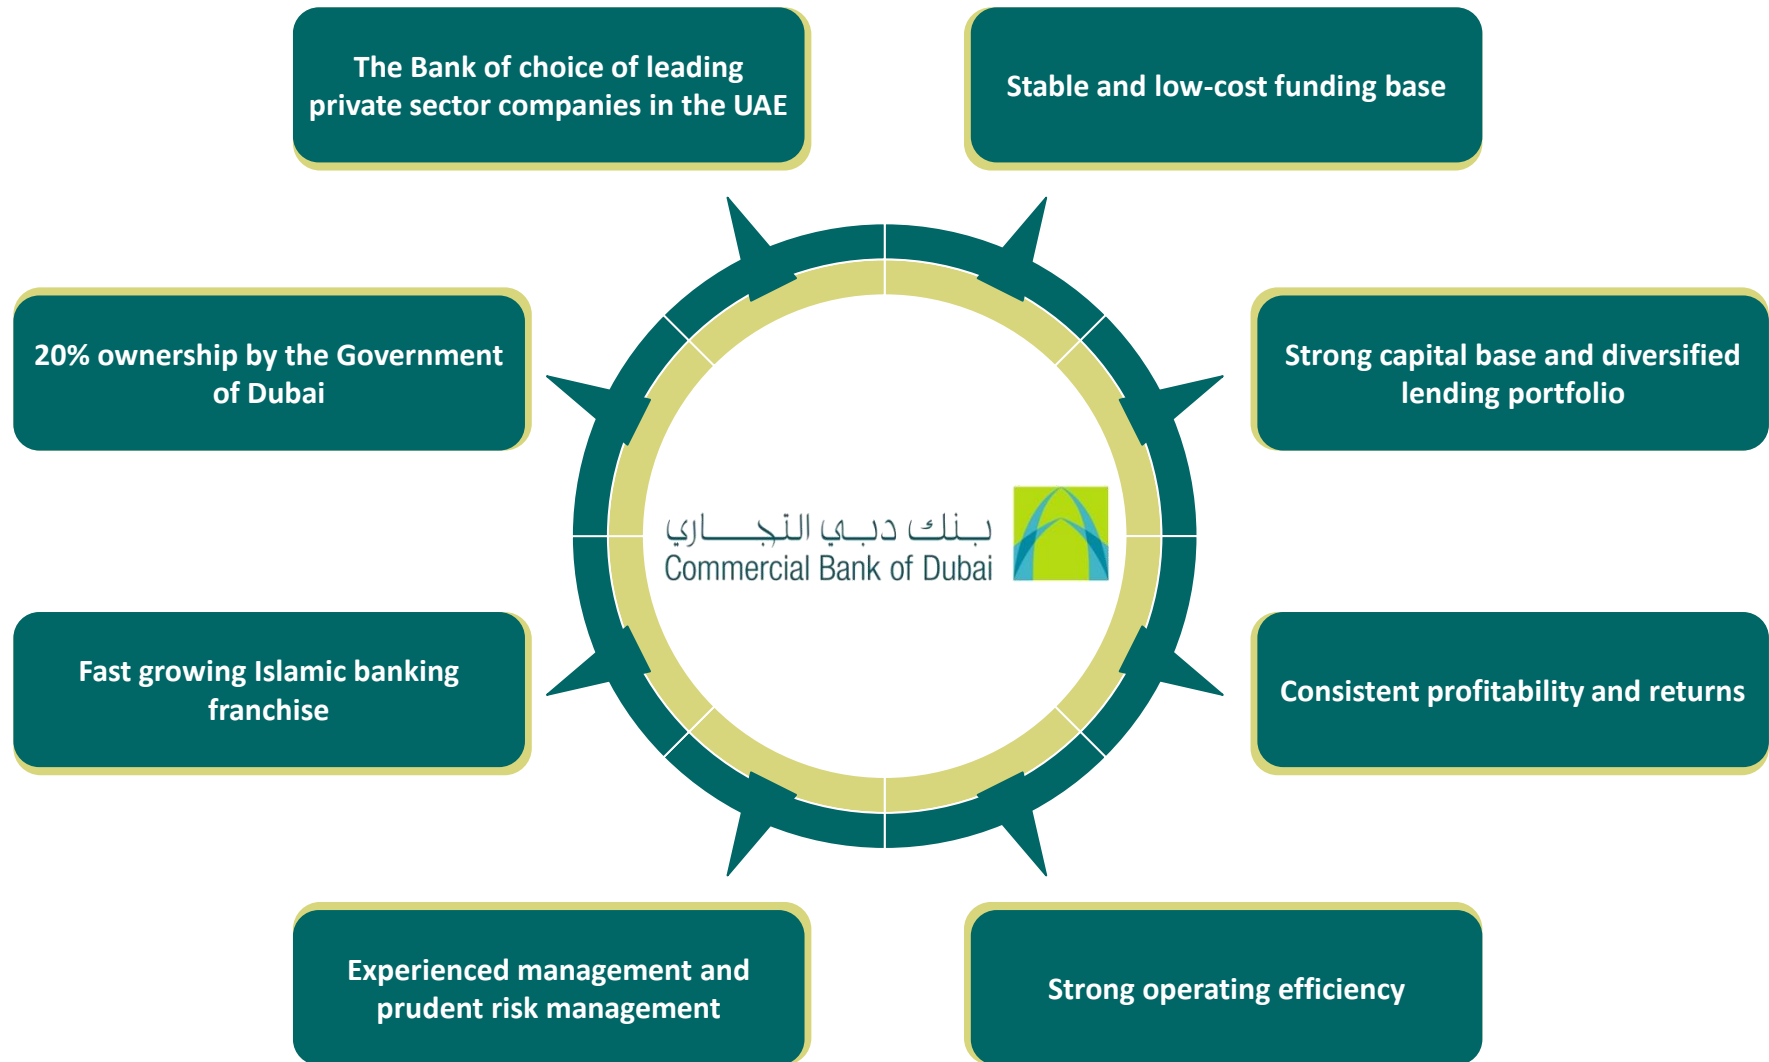 The Bank of choice of leading
private sector companies in the UAE
Stable and low-cost funding base
20% ownership by the Government
of Dubai
Strong capital base and diversified
lending portfolio
بنك دبي التجاري
Commercial Bank of Dubai
Fast growing Islamic banking
franchise
Consistent profitability and returns
Experienced management and
prudent risk management
Strong operating efficiency